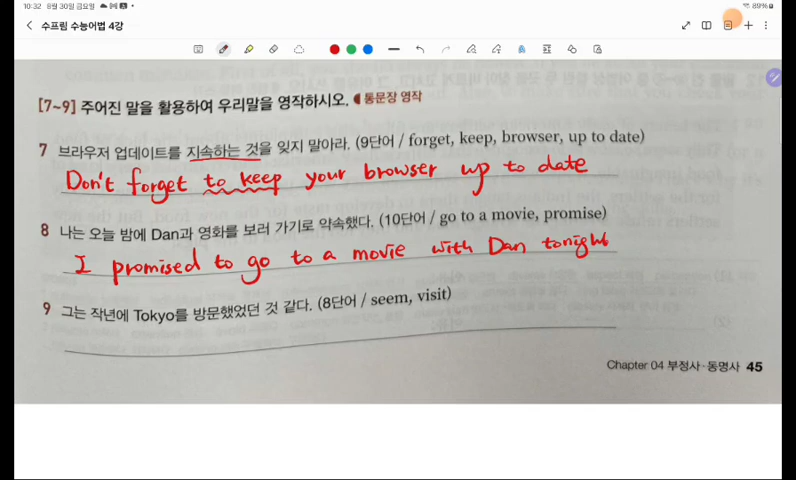 10:32 8월 30일 금요일
89%
수프림 수능어법 4강
[7~9] 주어진 말을 활용하여 우리말을 영작하시오. 통문장 영작
7 브라우저 업데이트를 지속하는 것을 잊지 말아라. (9단어 / forget, keep, browser, up to date)
Don't forget to keep your browser up to date
8 나는 오늘 밤에 Dan과 영화를 보러 가기로 약속했다. (10단어 / go to a movie, promise)
I promised to go to a movie with Dan tonight
9 그는 작년에 Tokyo를 방문했었던 것 같다. (8단어 / seem, visit)
Chapter 04 부정사·동명사 45